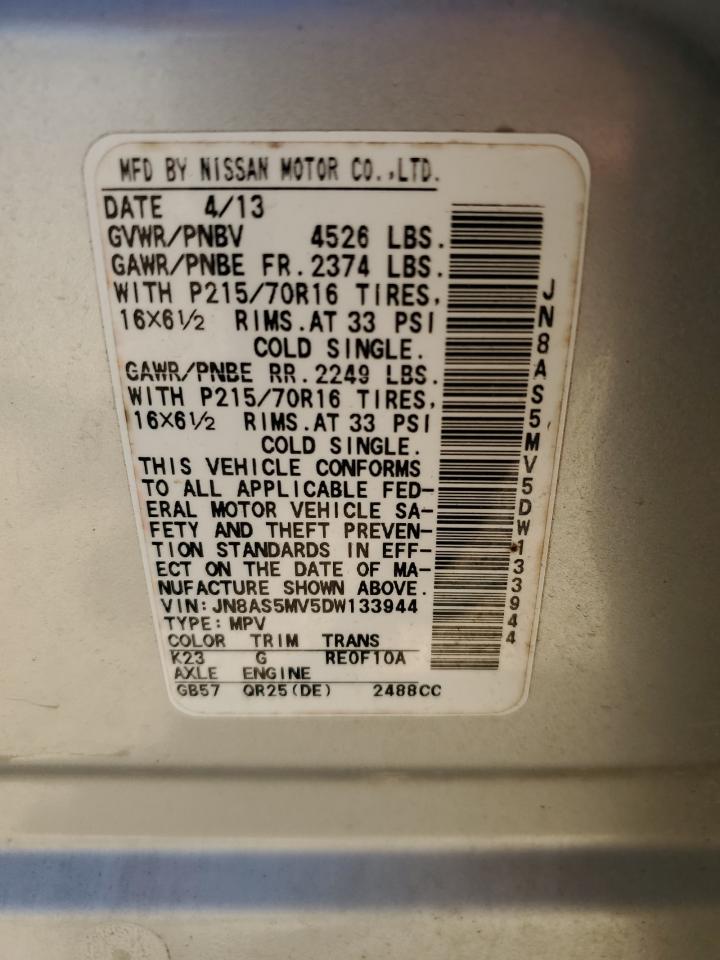 MFD BY NISSAN MOTOR CO.,LTD.
DATE 4/13
GVWR/PNBV 4526 LBS.
GAWR/PNBE FR.2374 LBS.
WITH P215/70R16 TIRES,
16X6½ RIMS.AT 33 PSI
COLD SINGLE.
GAWR/PNBE RR.2249 LBS.
WITH P215/70R16 TIRES,
16X6½ RIMS.AT 33 PSI
COLD SINGLE.
THIS VEHICLE CONFORMS
TO ALL APPLICABLE FED-
ERAL MOTOR VEHICLE SA-
FETY AND THEFT PREVEN-
TION STANDARDS IN EFF-
ECT ON THE DATE OF MA-
NUFACTURE SHOWN ABOVE.
VIN:JN8AS5MV5DW133944
TYPE:MPV
COLOR TRIM TRANS
K23 G RE0F10A
AXLE ENGINE
GB57 QR25(DE) 2488CC
JN8AS5MV5DW133944